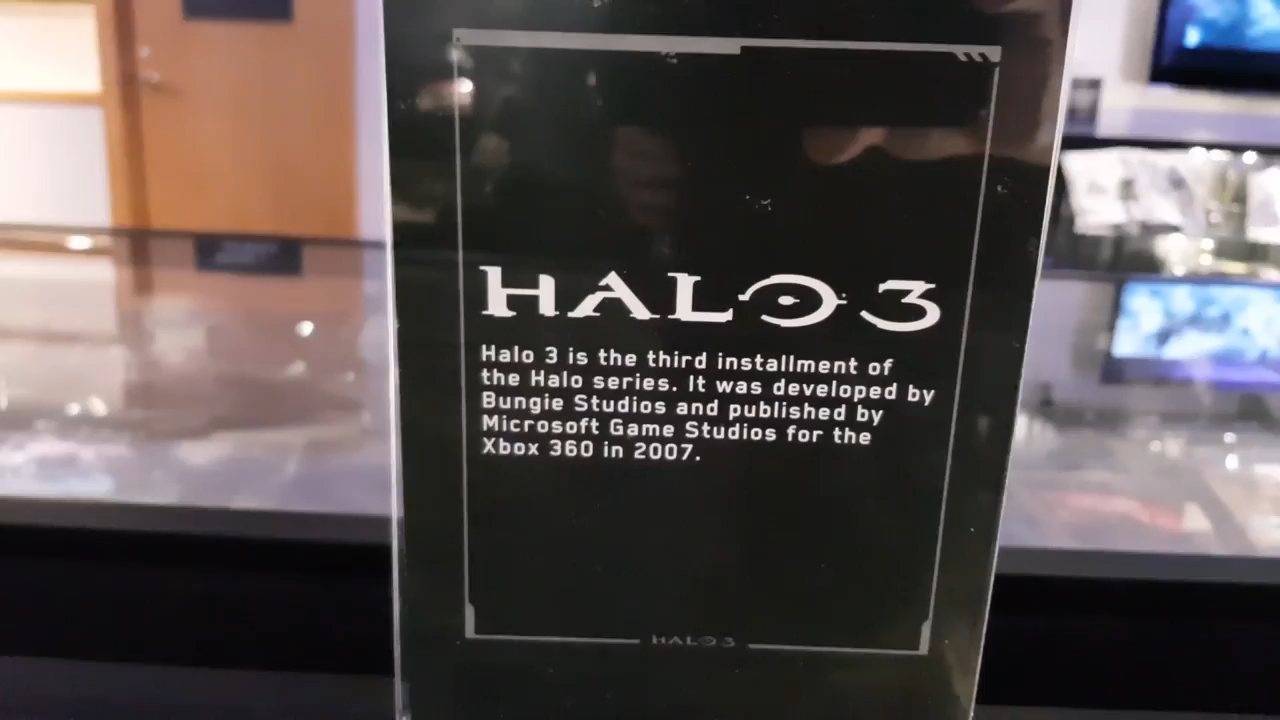 HALO 3
Halo 3 is the third installment of
the Halo series. It was developed by
Bungie Studios and published by
Microsoft Game Studios for the
Xbox 360 in 2007.
HALO 3